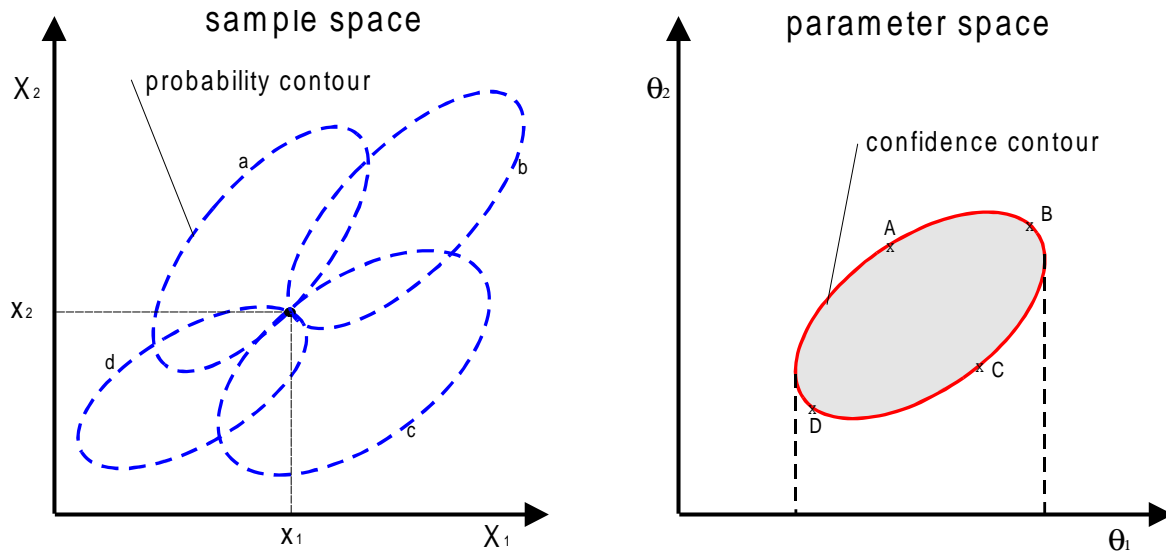 sample space
X₂
probability contour
a
b
x₂
d
c
x₁
X₁
parameter space
θ₂
confidence contour
A
B
x
x
x
C
x
D
θ₁